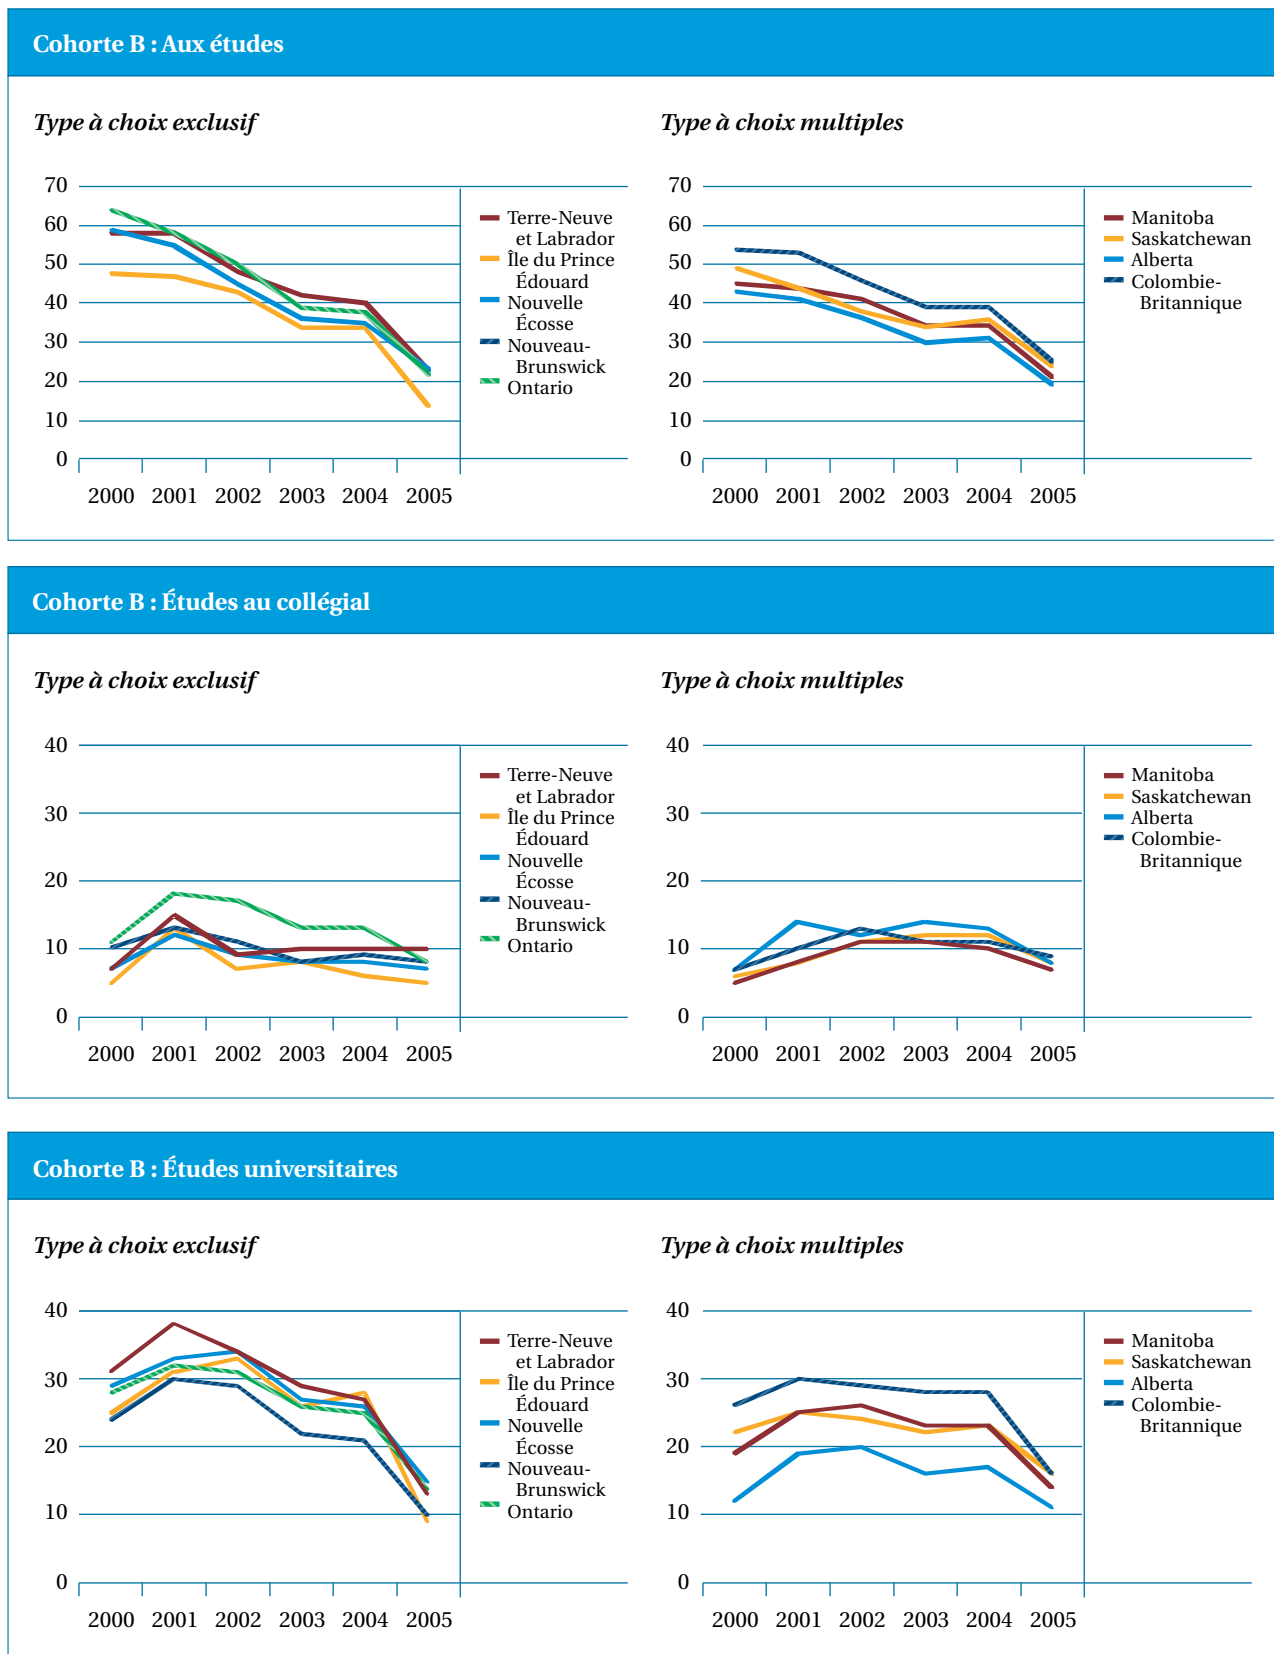 Cohorte B : Aux études
Type à choix exclusif
70
60
50
40
30
20
10
0
2000 2001 2002 2003 2004 2005
Terre-Neuve
et Labrador
Île du Prince
Édouard
Nouvelle
Écosse
Nouveau-
Brunswick
Ontario
Type à choix multiples
70
60
50
40
30
20
10
0
2000 2001 2002 2003 2004 2005
Manitoba
Saskatchewan
Alberta
Colombie-
Britannique
Cohorte B : Études au collégial
Type à choix exclusif
40
30
20
10
0
2000 2001 2002 2003 2004 2005
Terre-Neuve
et Labrador
Île du Prince
Édouard
Nouvelle
Écosse
Nouveau-
Brunswick
Ontario
Type à choix multiples
40
30
20
10
0
2000 2001 2002 2003 2004 2005
Manitoba
Saskatchewan
Alberta
Colombie-
Britannique
Cohorte B : Études universitaires
Type à choix exclusif
40
30
20
10
0
2000 2001 2002 2003 2004 2005
Terre-Neuve
et Labrador
Île du Prince
Édouard
Nouvelle
Écosse
Nouveau-
Brunswick
Ontario
Type à choix multiples
40
30
20
10
0
2000 2001 2002 2003 2004 2005
Manitoba
Saskatchewan
Alberta
Colombie-
Britannique